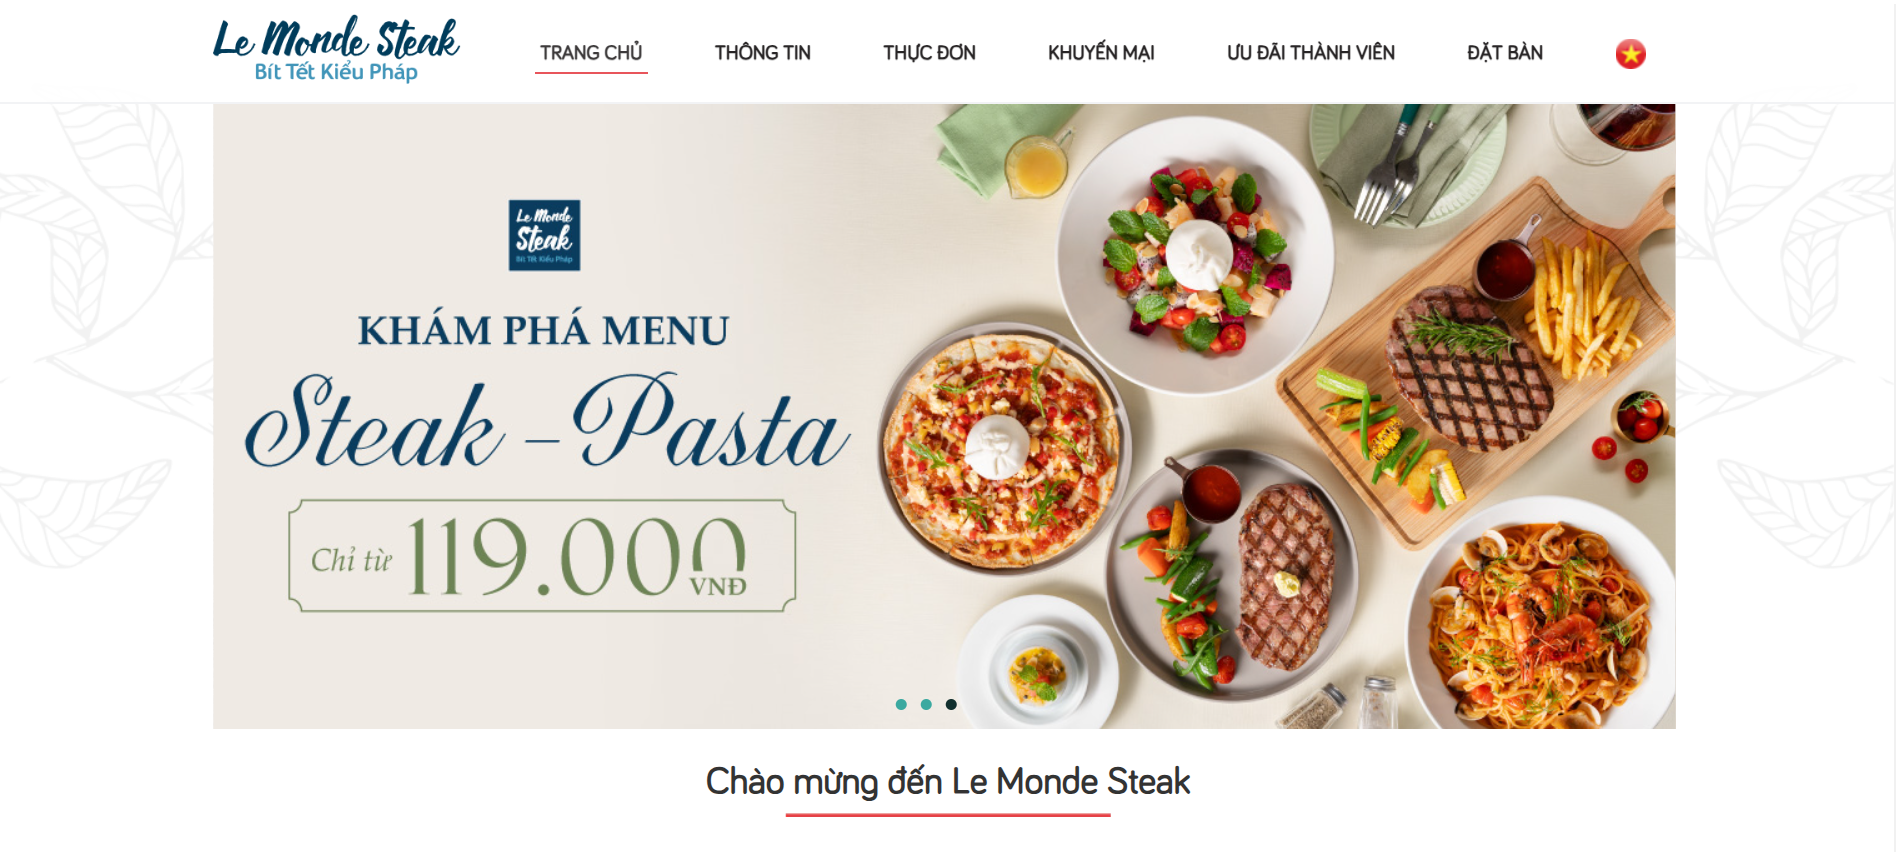 Le Monde Steak
Bít Tết Kiểu Pháp
TRANG CHỦ
THÔNG TIN
THỰC ĐƠN
KHUYẾN MẠI
ƯU ĐÃI THÀNH VIÊN
ĐẶT BÀN
Le Monde
Steak
Bít Tết Kiểu Pháp
KHÁM PHÁ MENU
Steak – Pasta
Chỉ từ 119.000 VNĐ
Chào mừng đến Le Monde Steak